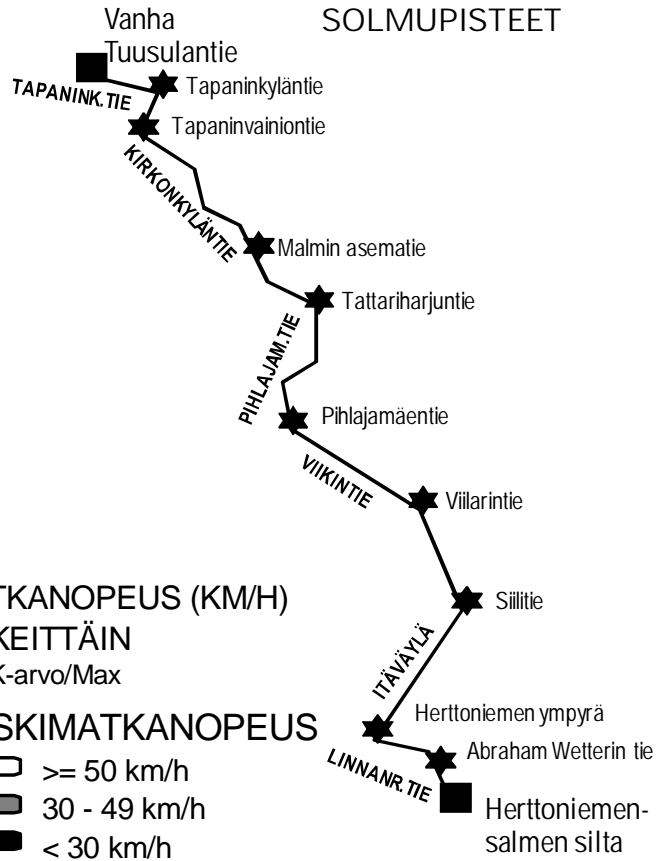 Vanha
Tuusulantie
SOLMUPISTEET
TAPANINK.TIE
Tapaninkyläntie
Tapaninvainiontie
KIRKONKYLÄNTIE
Malmin asematie
Tattariharjuntie
PIHLAJAM.TIE
Pihlajamäentie
VIIKINTIE
Viilarintie
TKANOPEUS (KM/H)
KEITTÄIN
K-arvo/Max
Siilitie
ITÄVÄYLÄ
Herttoniemen ympyrä
SKIMATKANOPEUS
Abraham Wetterin tie
LINNANR.TIE
>= 50 km/h
30 - 49 km/h
< 30 km/h
Herttoniemen-
salmen silta